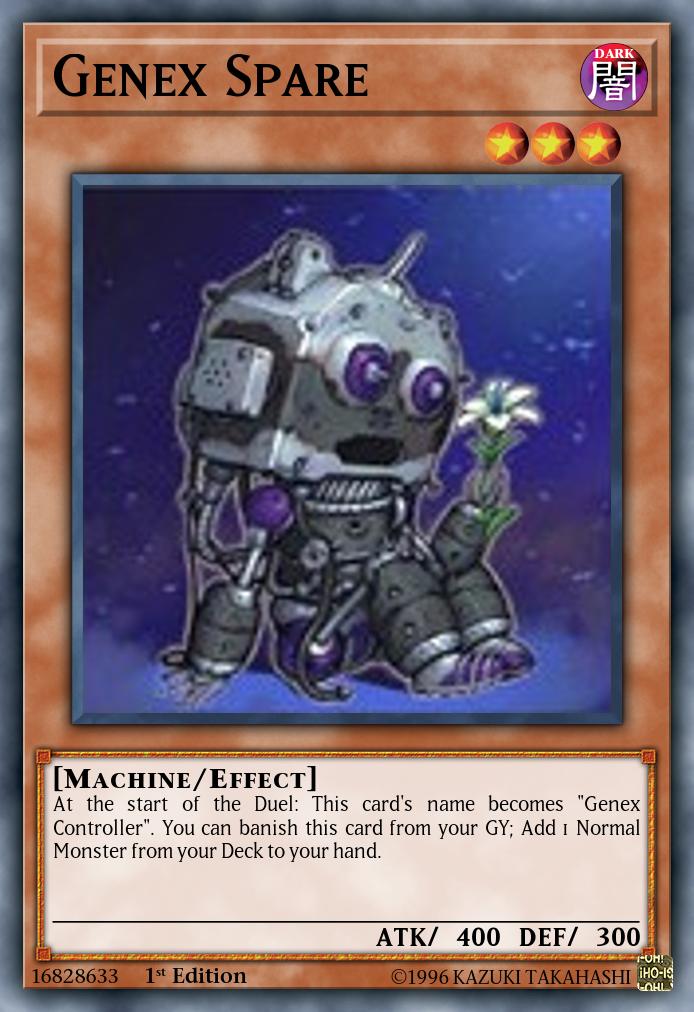 Genex Spare
DARK
闇
[Machine/Effect]
At the start of the Duel: This card's name becomes "Genex
Controller". You can banish this card from your GY; Add 1 Normal
Monster from your Deck to your hand.
ATK/ 400 DEF/ 300
16828633 1st Edition ©1996 KAZUKI TAKAHASHI